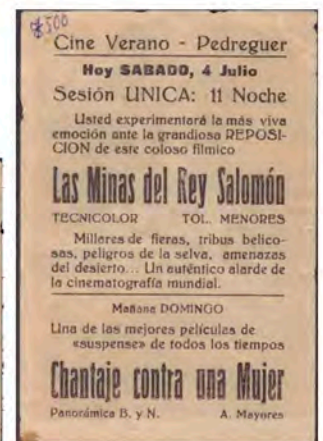 $500
Cine Verano - Pedreguer
Hoy SABADO, 4 Julio
Sesión UNICA: 11 Noche
Usted experimentará la más viva
emoción ante la grandiosa REPOSI-
CION de este coloso fílmico
Las Minas del Rey Salomón
TECNICOLOR TOL. MENORES
Millares de fieras, tribus belico-
sas, peligros de la selva, amenazas
del desierto... Un auténtico alarde de
la cinematografía mundial.
Mañana DOMINGO
Una de las mejores películas de
«suspense» de todos los tiempos
Chantaje contra una Mujer
Panorámica B. y N. A. Mayores